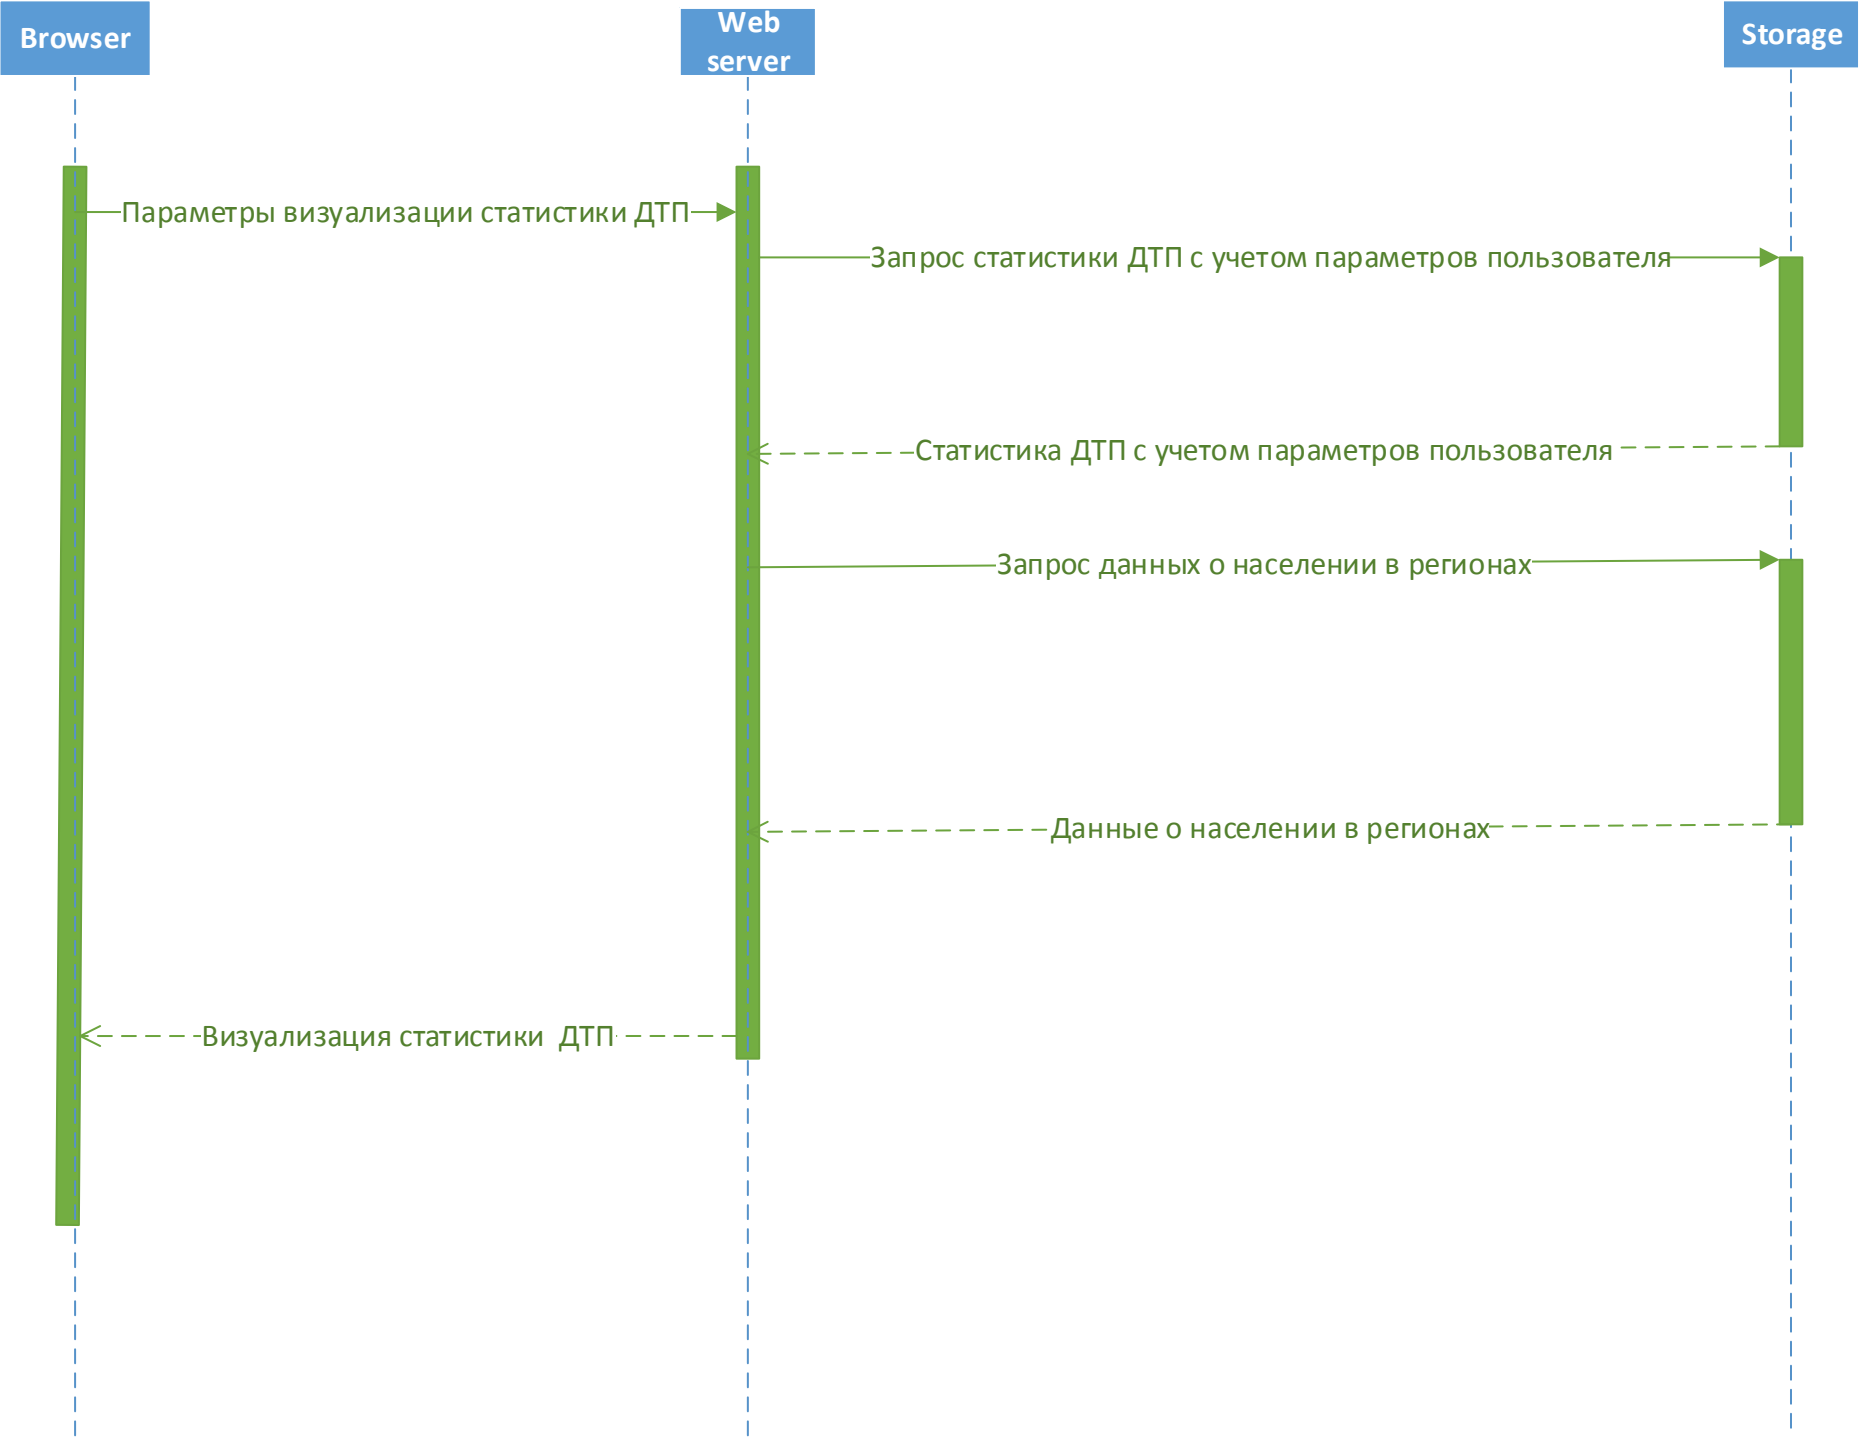 Browser
Web
server
Storage
Параметры визуализации статистики ДТП
Запрос статистики ДТП с учетом параметров пользователя
Статистика ДТП с учетом параметров пользователя
Запрос данных о населении в регионах
Данные о населении в регионах
Визуализация статистики ДТП